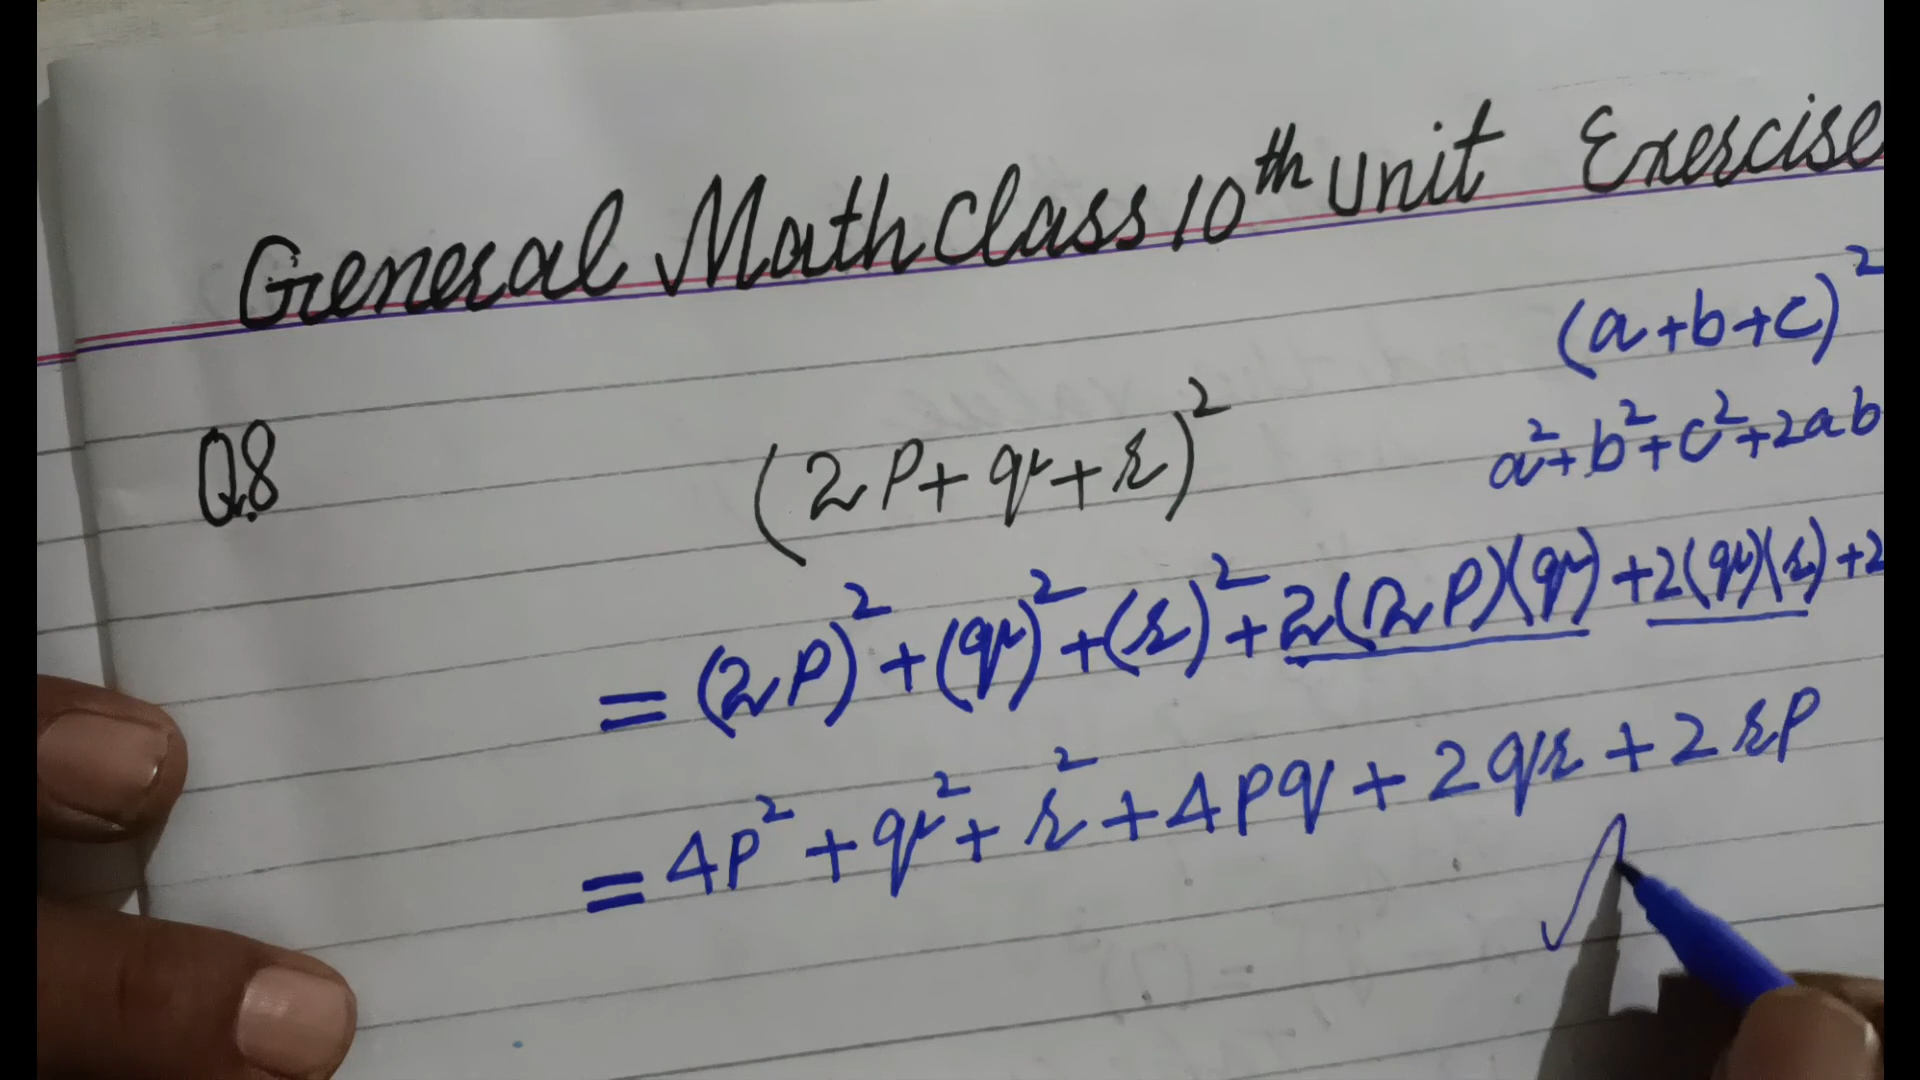 General Math Class 10th Unit Exercise
(a+b+c)²
a²+b²+c²+2ab
Q.8 (2P+q+r)²
= (2P)²+(q)²+(r)²+2(2P)(q)+2(q)(r)+2
= 4P²+q²+r²+4Pq+2qr+2rP